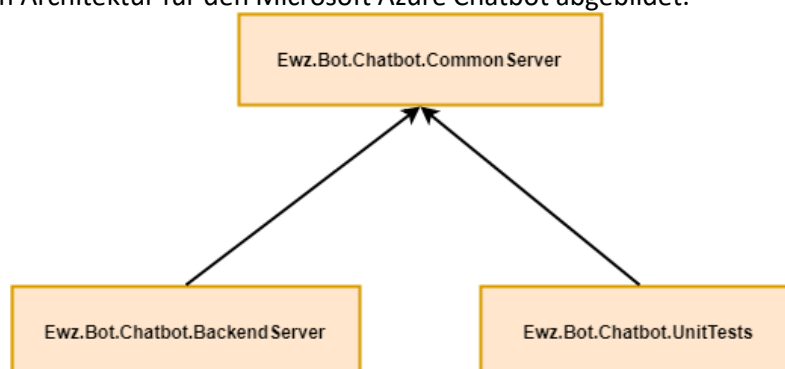 Architektur für den Microsoft Azure Chatbot abgebildet.
Ewz.Bot.Chatbot.CommonServer
Ewz.Bot.Chatbot.BackendServer
Ewz.Bot.Chatbot.UnitTests